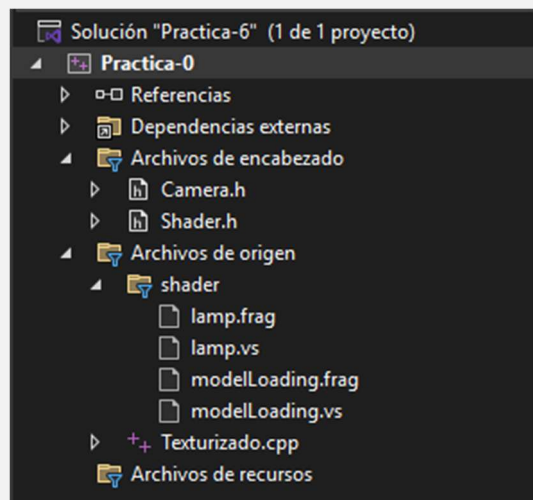 Solución "Practica-6" (1 de 1 proyecto)
Practica-0
Referencias
Dependencias externas
Archivos de encabezado
Camera.h
Shader.h
Archivos de origen
shader
lamp.frag
lamp.vs
modelLoading.frag
modelLoading.vs
Texturizado.cpp
Archivos de recursos